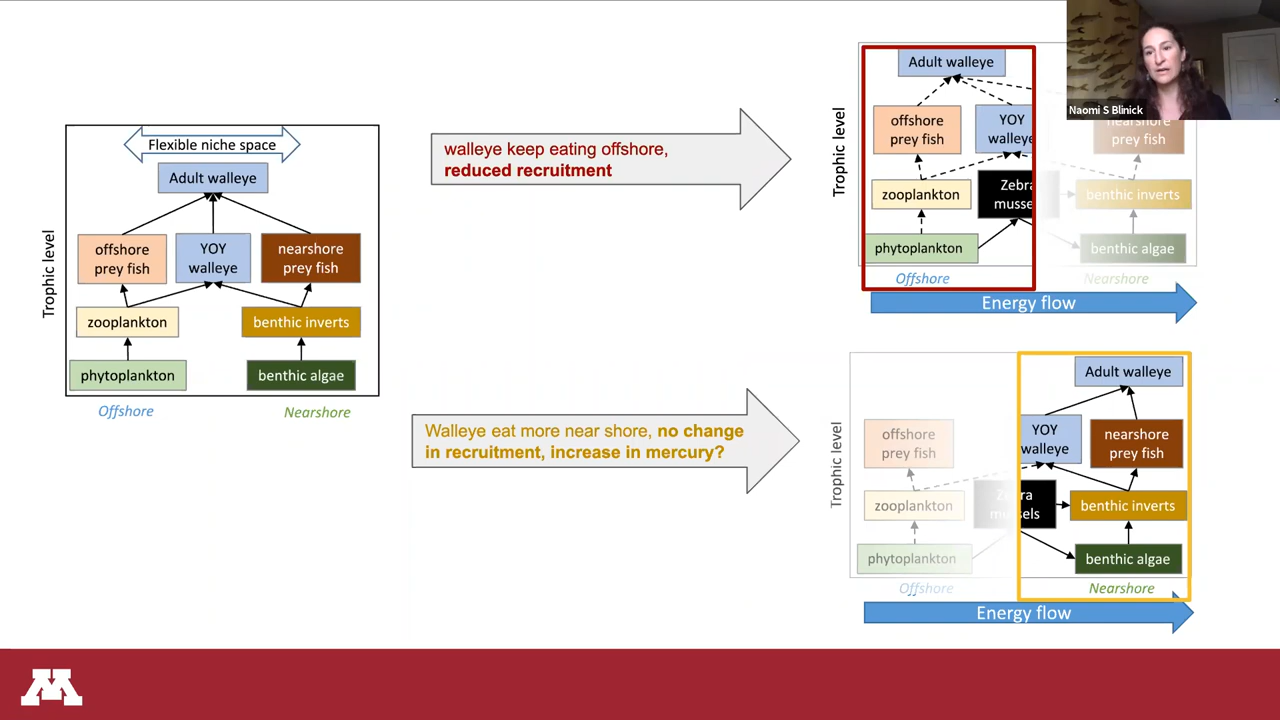 Flexible niche space
Adult walleye
offshore
prey fish
YOY
walleye
nearshore
prey fish
zooplankton
benthic inverts
phytoplankton
benthic algae
Trophic level
Offshore
Nearshore
walleye keep eating offshore,
reduced recruitment
Walleye eat more near shore, no change
in recruitment, increase in mercury?
Adult walleye
offshore
prey fish
YOY
walleye
nearshore
prey fish
zooplankton
Zebra
musse
benthic inverts
phytoplankton
benthic algae
Trophic level
Offshore
Nearshore
Energy flow
Adult walleye
offshore
prey fish
YOY
walleye
nearshore
prey fish
zooplankton
Zebra
mussels
benthic inverts
phytoplankton
benthic algae
Trophic level
Offshore
Nearshore
Energy flow
Naomi S Blinick
M